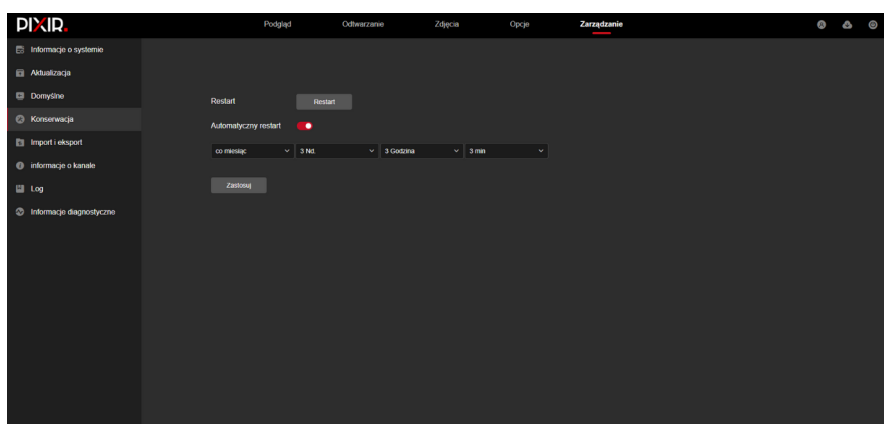 PIXIR. Podgląd Odtwarzanie Zdjęcia Opcje Zarządzanie
Informacje o systemie
Aktualizacja
Domyślne
Konserwacja
Import i eksport
informacje o kanale
Log
Informacje diagnostyczne
Restart Restart
Automatyczny restart
co miesiąc 3 Nd. 3 Godzina 3 min
Zastosuj